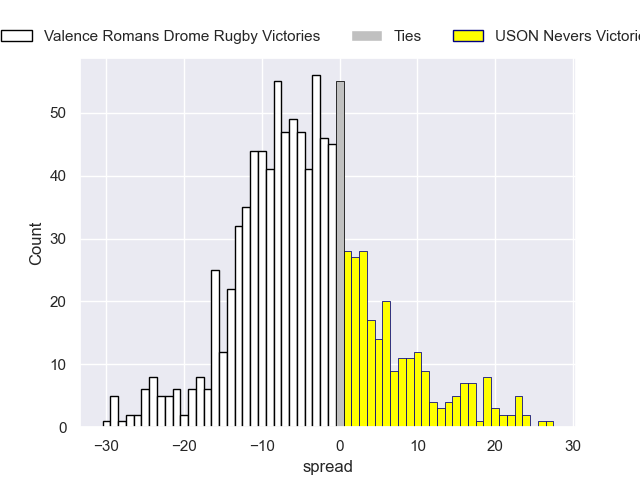 Valence Romans Drome Rugby Victories Ties USON Nevers Victorie
50
40
30
20
10
0
Count
−30 −20 −10 0 10 20 30
spread